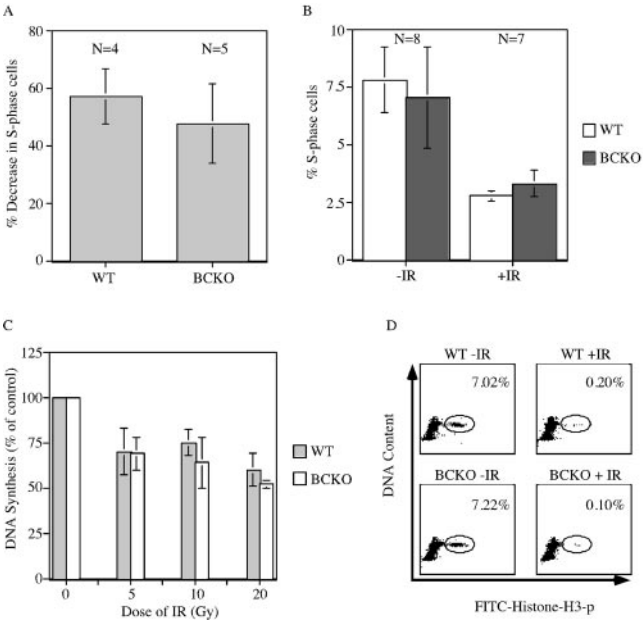 A
% Decrease in S-phase cells
80
60
40
20
0
N=4
N=5
WT
BCKO
B
% S-phase cells
10
7.5
5
2.5
0
N=8
N=7
-IR
+IR
WT
BCKO
C
DNA Synthesis (% of control)
125
100
75
50
25
0
0
5
10
20
Dose of IR (Gy)
WT
BCKO
D
DNA Content
WT -IR
7.02%
WT +IR
0.20%
BCKO -IR
7.22%
BCKO + IR
0.10%
FITC-Histone-H3-p